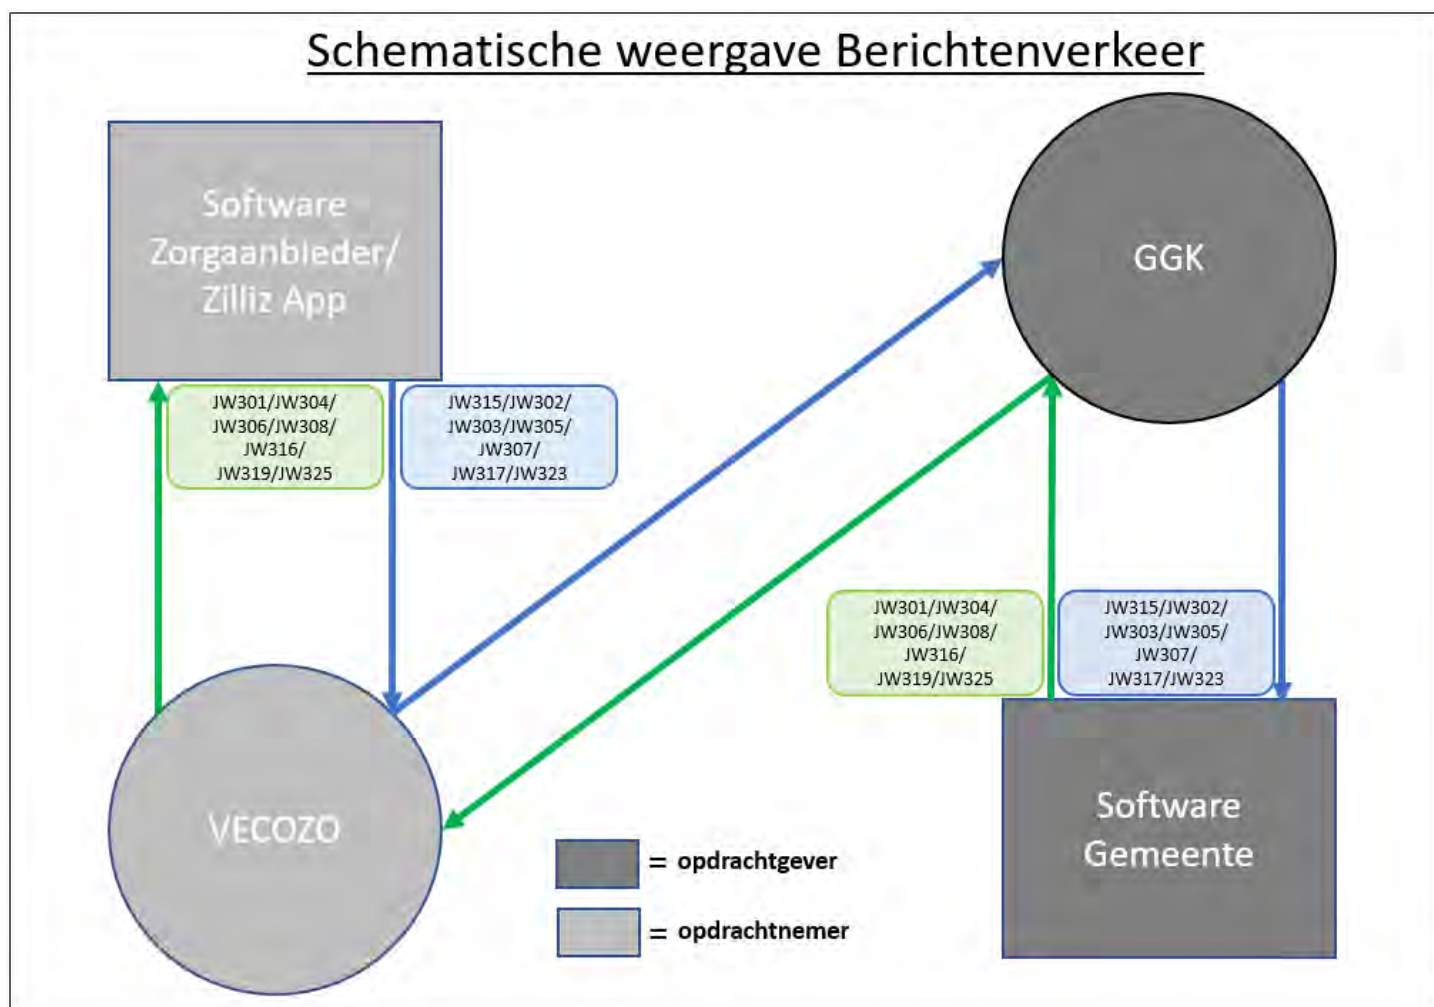 Schematische weergave Berichtenverkeer
Software
Zorgaanbieder/
Zilliz App
GGK
JW301/JW304/
JW306/JW308/
JW316/
JW319/JW325
JW315/JW302/
JW303/JW305/
JW307/
JW317/JW323
JW301/JW304/
JW306/JW308/
JW316/
JW319/JW325
JW315/JW302/
JW303/JW305/
JW307/
JW317/JW323
VECOZO
Software
Gemeente
= opdrachtgever
= opdrachtnemer